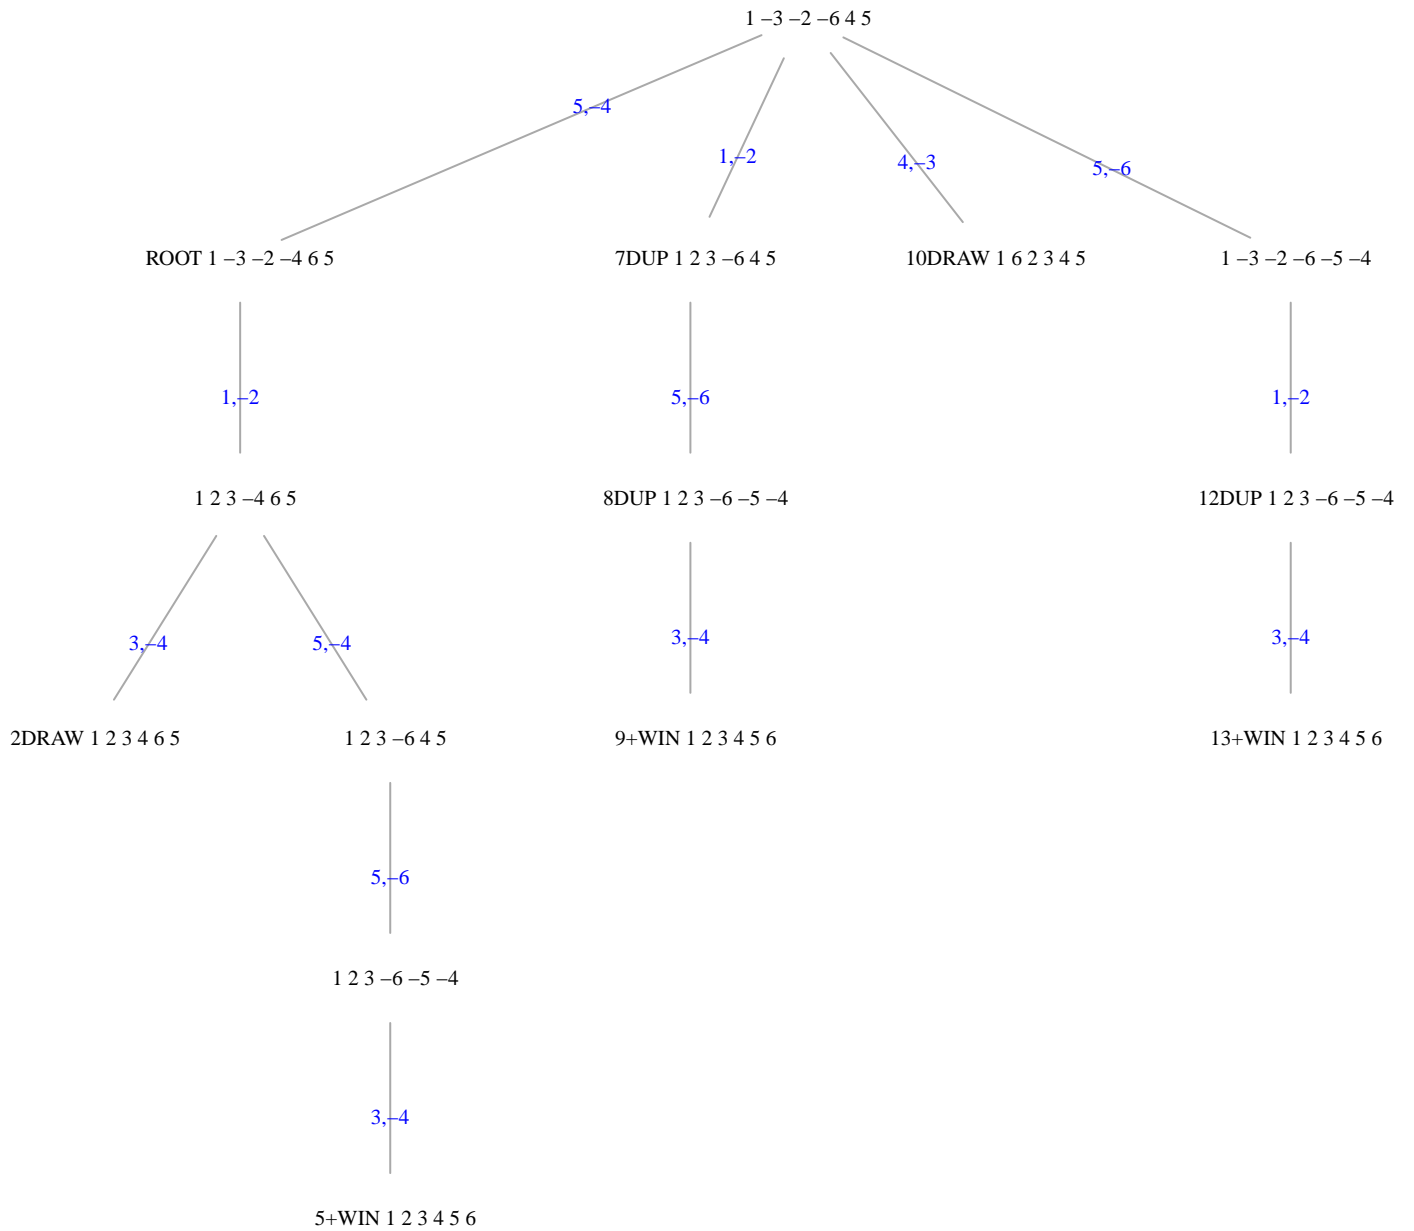 1 –3 –2 –6 4 5
5,–4
1,–2
4,–3
5,–6
ROOT 1 –3 –2 –4 6 5
7DUP 1 2 3 –6 4 5
10DRAW 1 6 2 3 4 5
1 –3 –2 –6 –5 –4
1,–2
5,–6
1,–2
1 2 3 –4 6 5
8DUP 1 2 3 –6 –5 –4
12DUP 1 2 3 –6 –5 –4
3,–4
5,–4
3,–4
3,–4
2DRAW 1 2 3 4 6 5
1 2 3 –6 4 5
9+WIN 1 2 3 4 5 6
13+WIN 1 2 3 4 5 6
5,–6
1 2 3 –6 –5 –4
3,–4
5+WIN 1 2 3 4 5 6